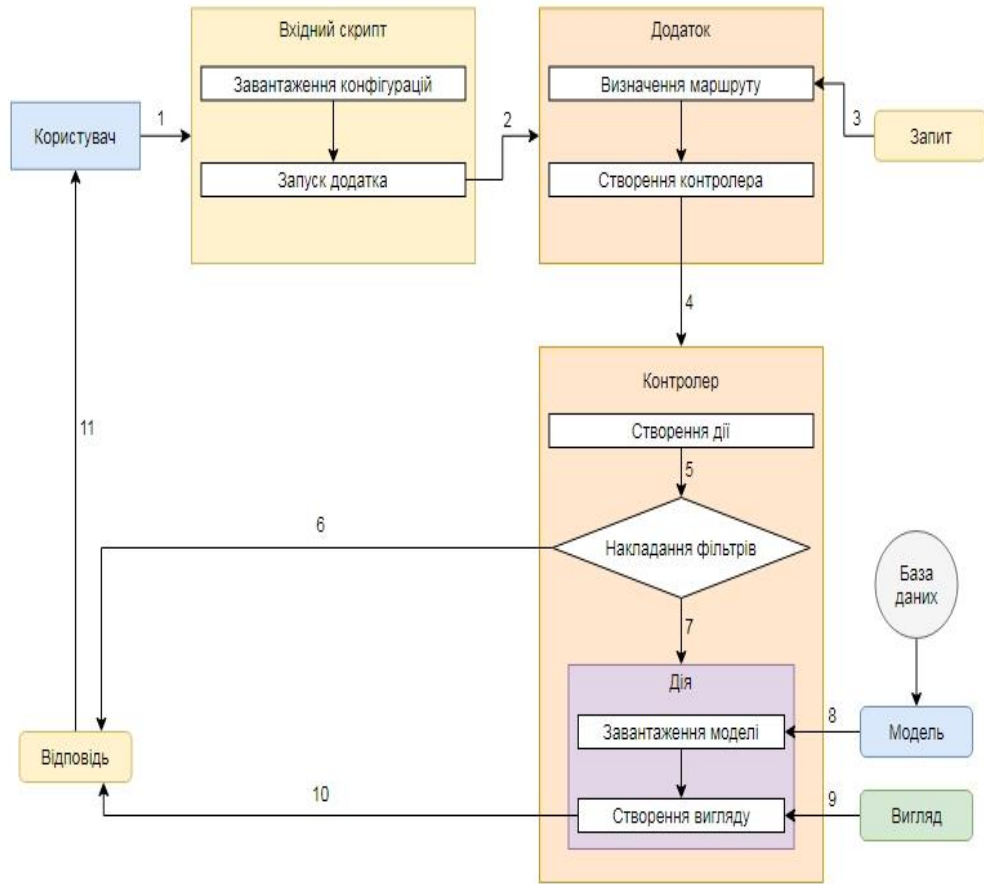 Вхідний скрипт
Додаток
Завантаження конфігурацій
Визначення маршруту
Користувач
1
2
3
Запит
Запуск додатка
Створення контролера
4
Контролер
Створення дії
5
11
6
Накладання фільтрів
База
даних
7
Дія
Завантаження моделі
8
Модель
Відповідь
10
Створення вигляду
9
Вигляд